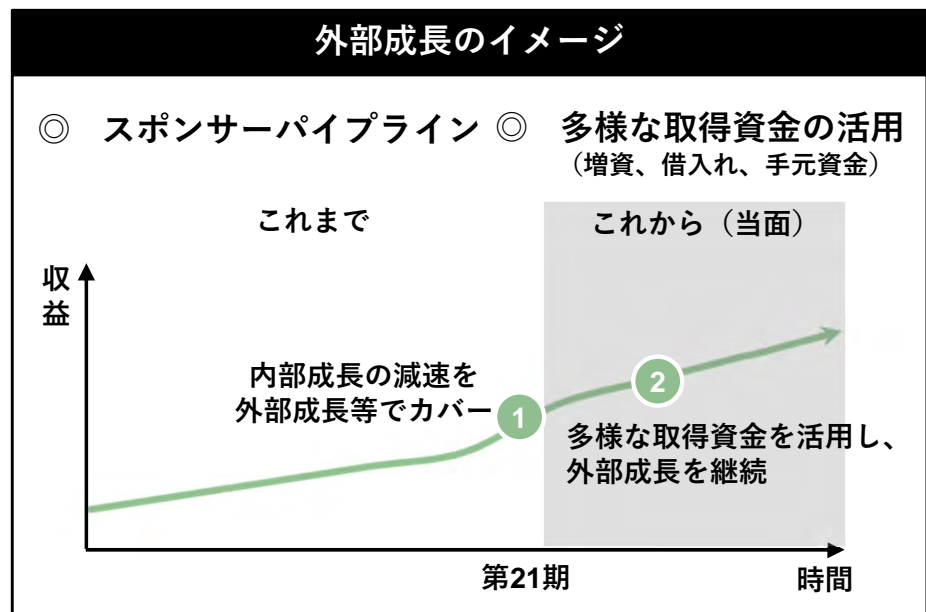 外部成長のイメージ
◎ スポンサーパイプライン ◎ 多様な取得資金の活用
（増資、借入れ、手元資金）
これまで
これから（当面）
収益
内部成長の減速を
外部成長等でカバー
1
2
多様な取得資金を活用し、
外部成長を継続
第21期
時間